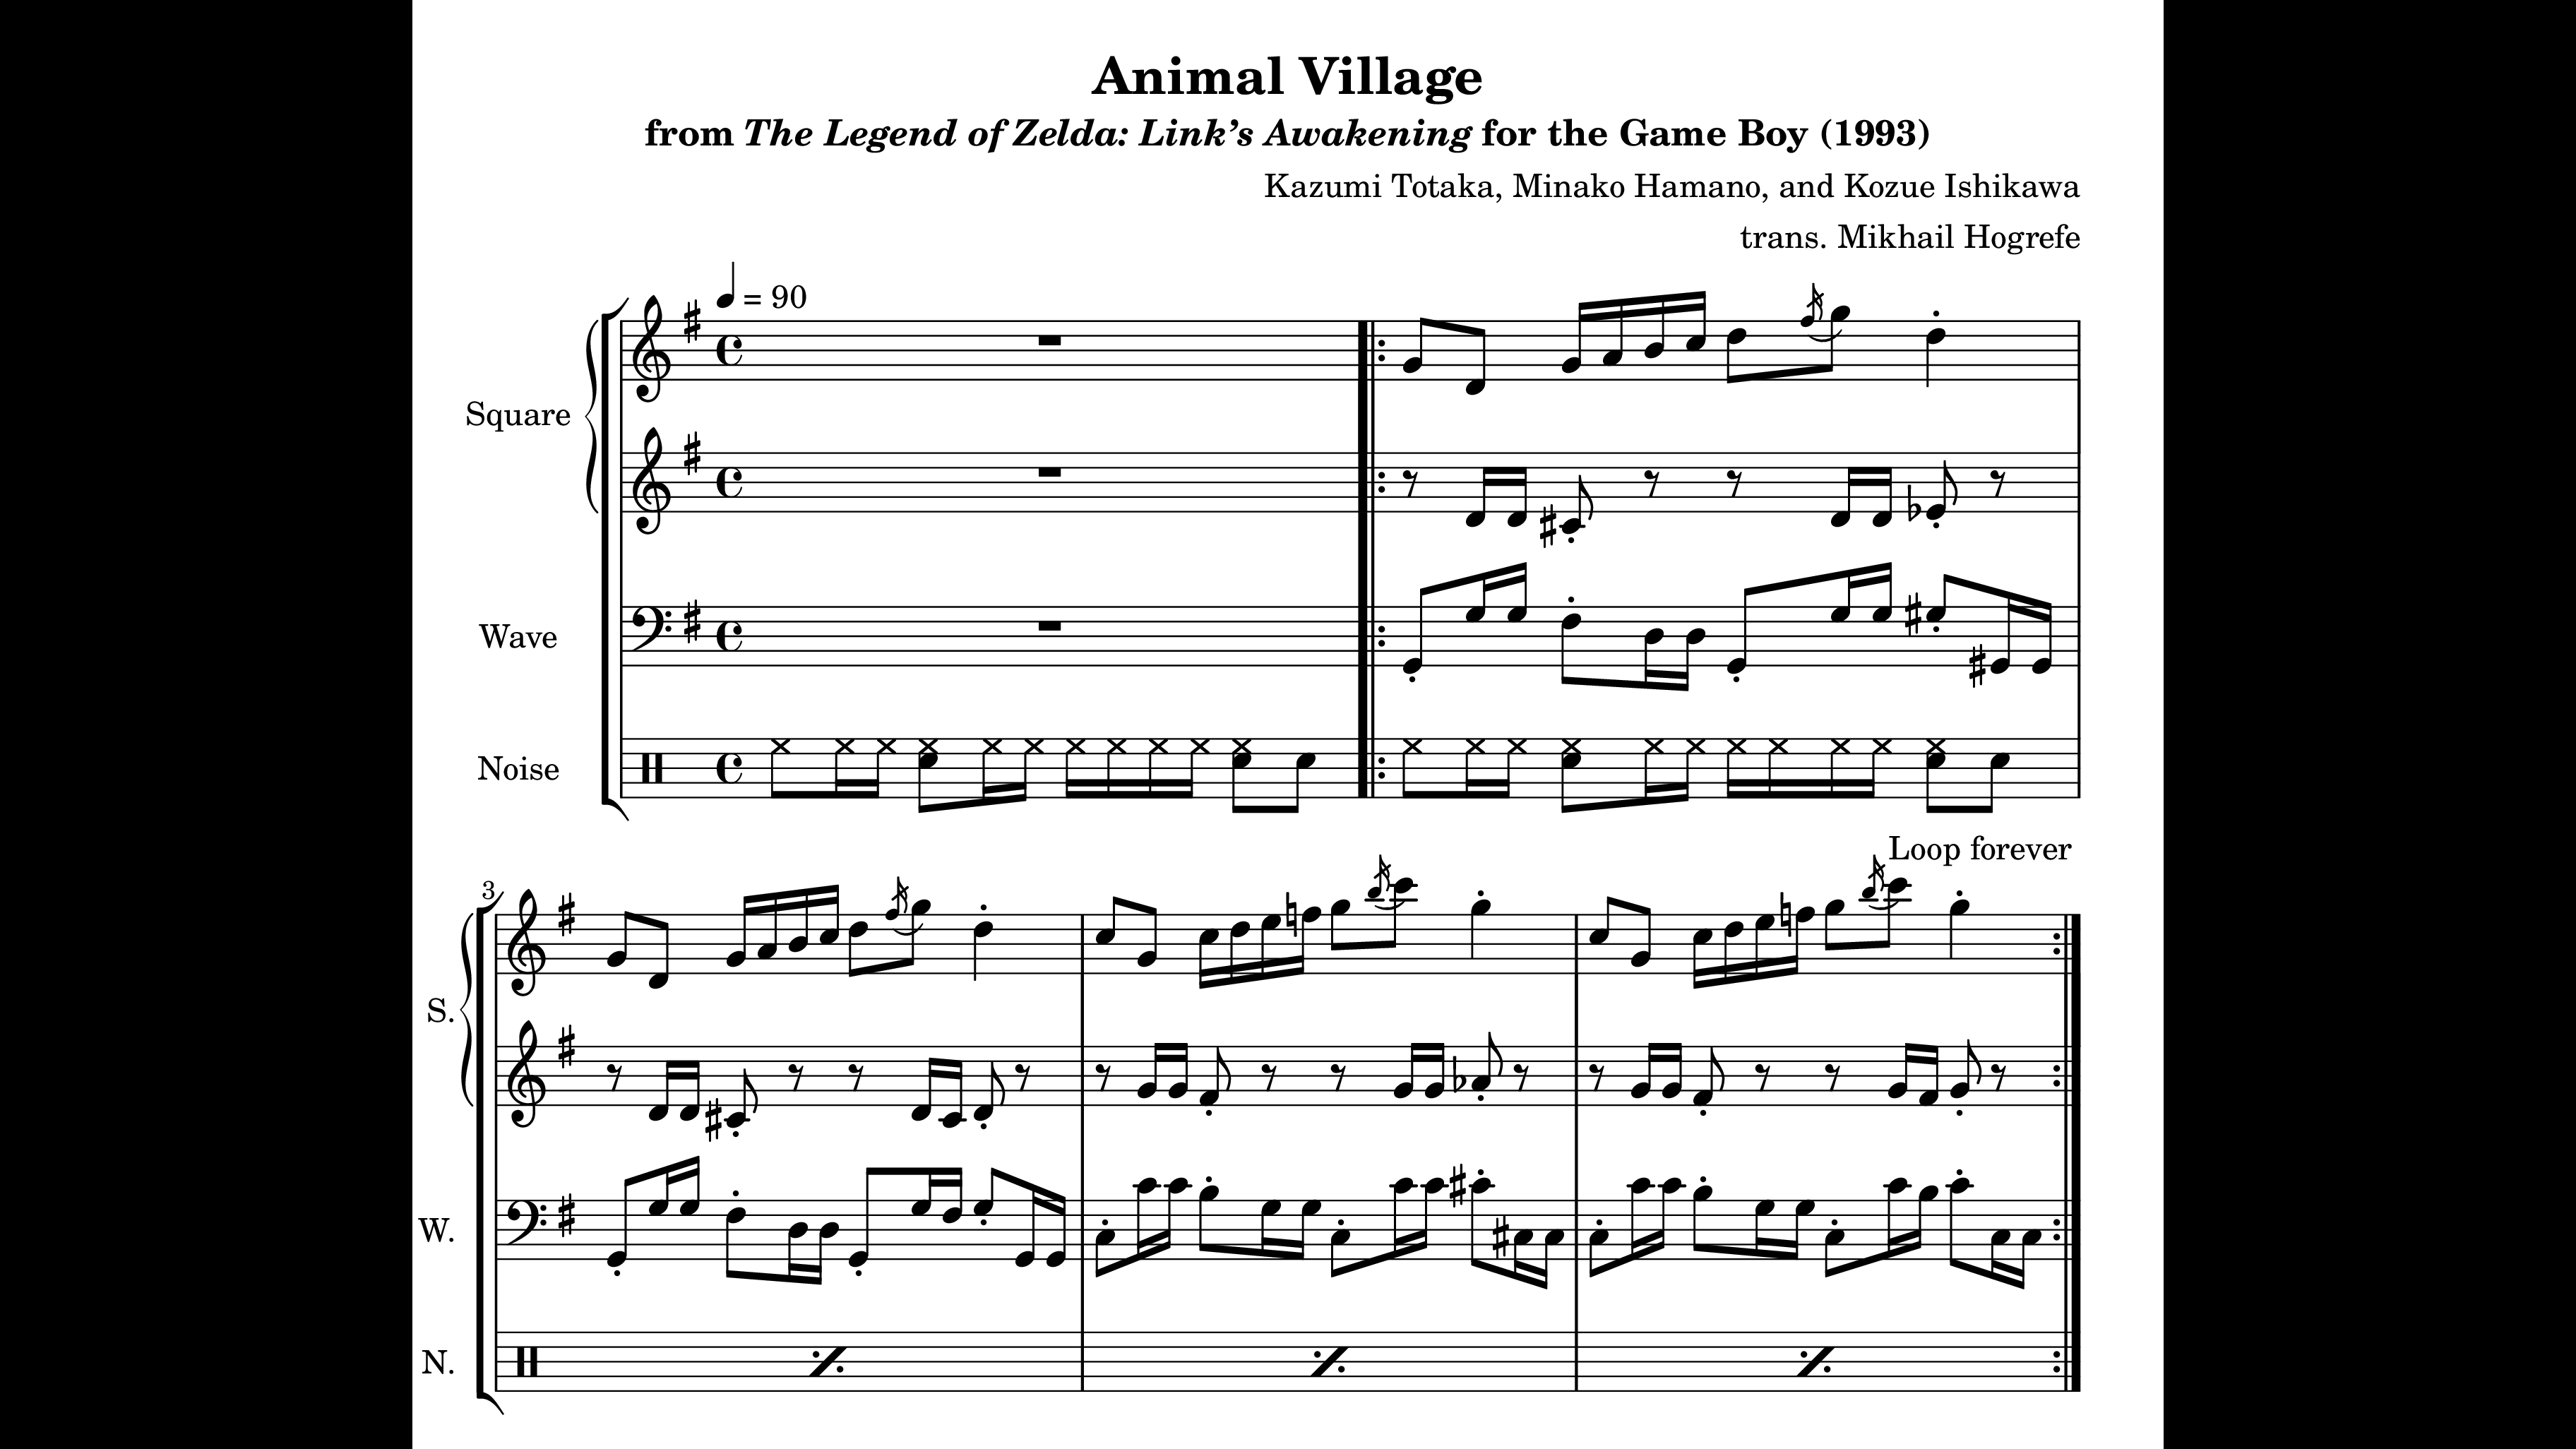 Animal Village
from The Legend of Zelda: Link’s Awakening for the Game Boy (1993)
Kazumi Totaka, Minako Hamano, and Kozue Ishikawa
trans. Mikhail Hogrefe
= 90
Square
Wave
Noise
Loop forever
3
S.
W.
N.